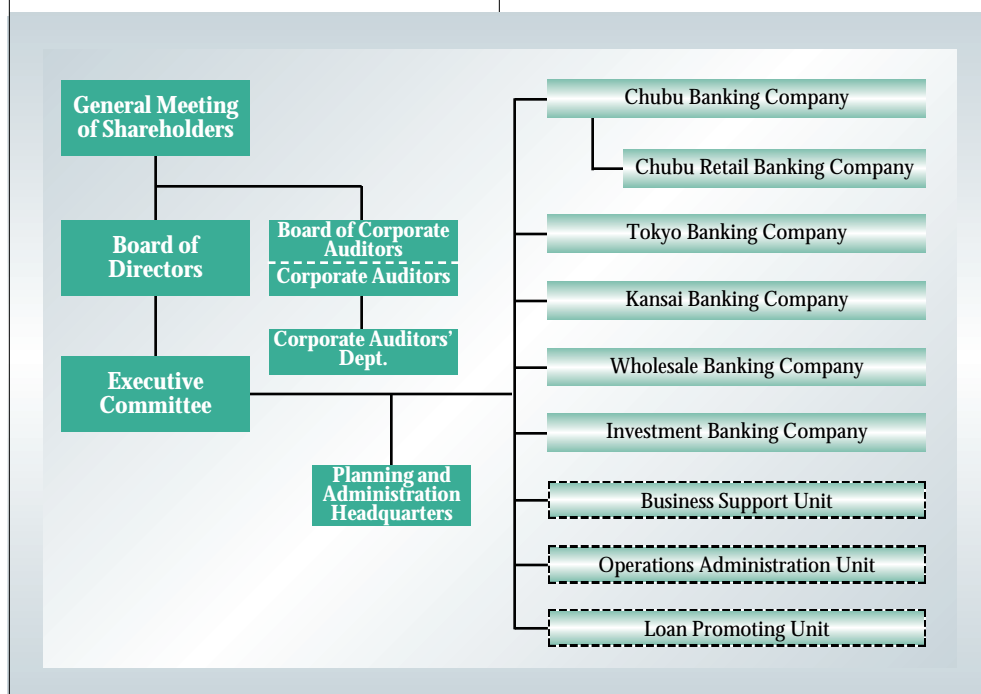 General Meeting
of Shareholders
Board of
Directors
Executive
Committee
Board of Corporate
Auditors
Corporate Auditors
Corporate Auditors'
Dept.
Planning and
Administration
Headquarters
Chubu Banking Company
Chubu Retail Banking Company
Tokyo Banking Company
Kansai Banking Company
Wholesale Banking Company
Investment Banking Company
Business Support Unit
Operations Administration Unit
Loan Promoting Unit